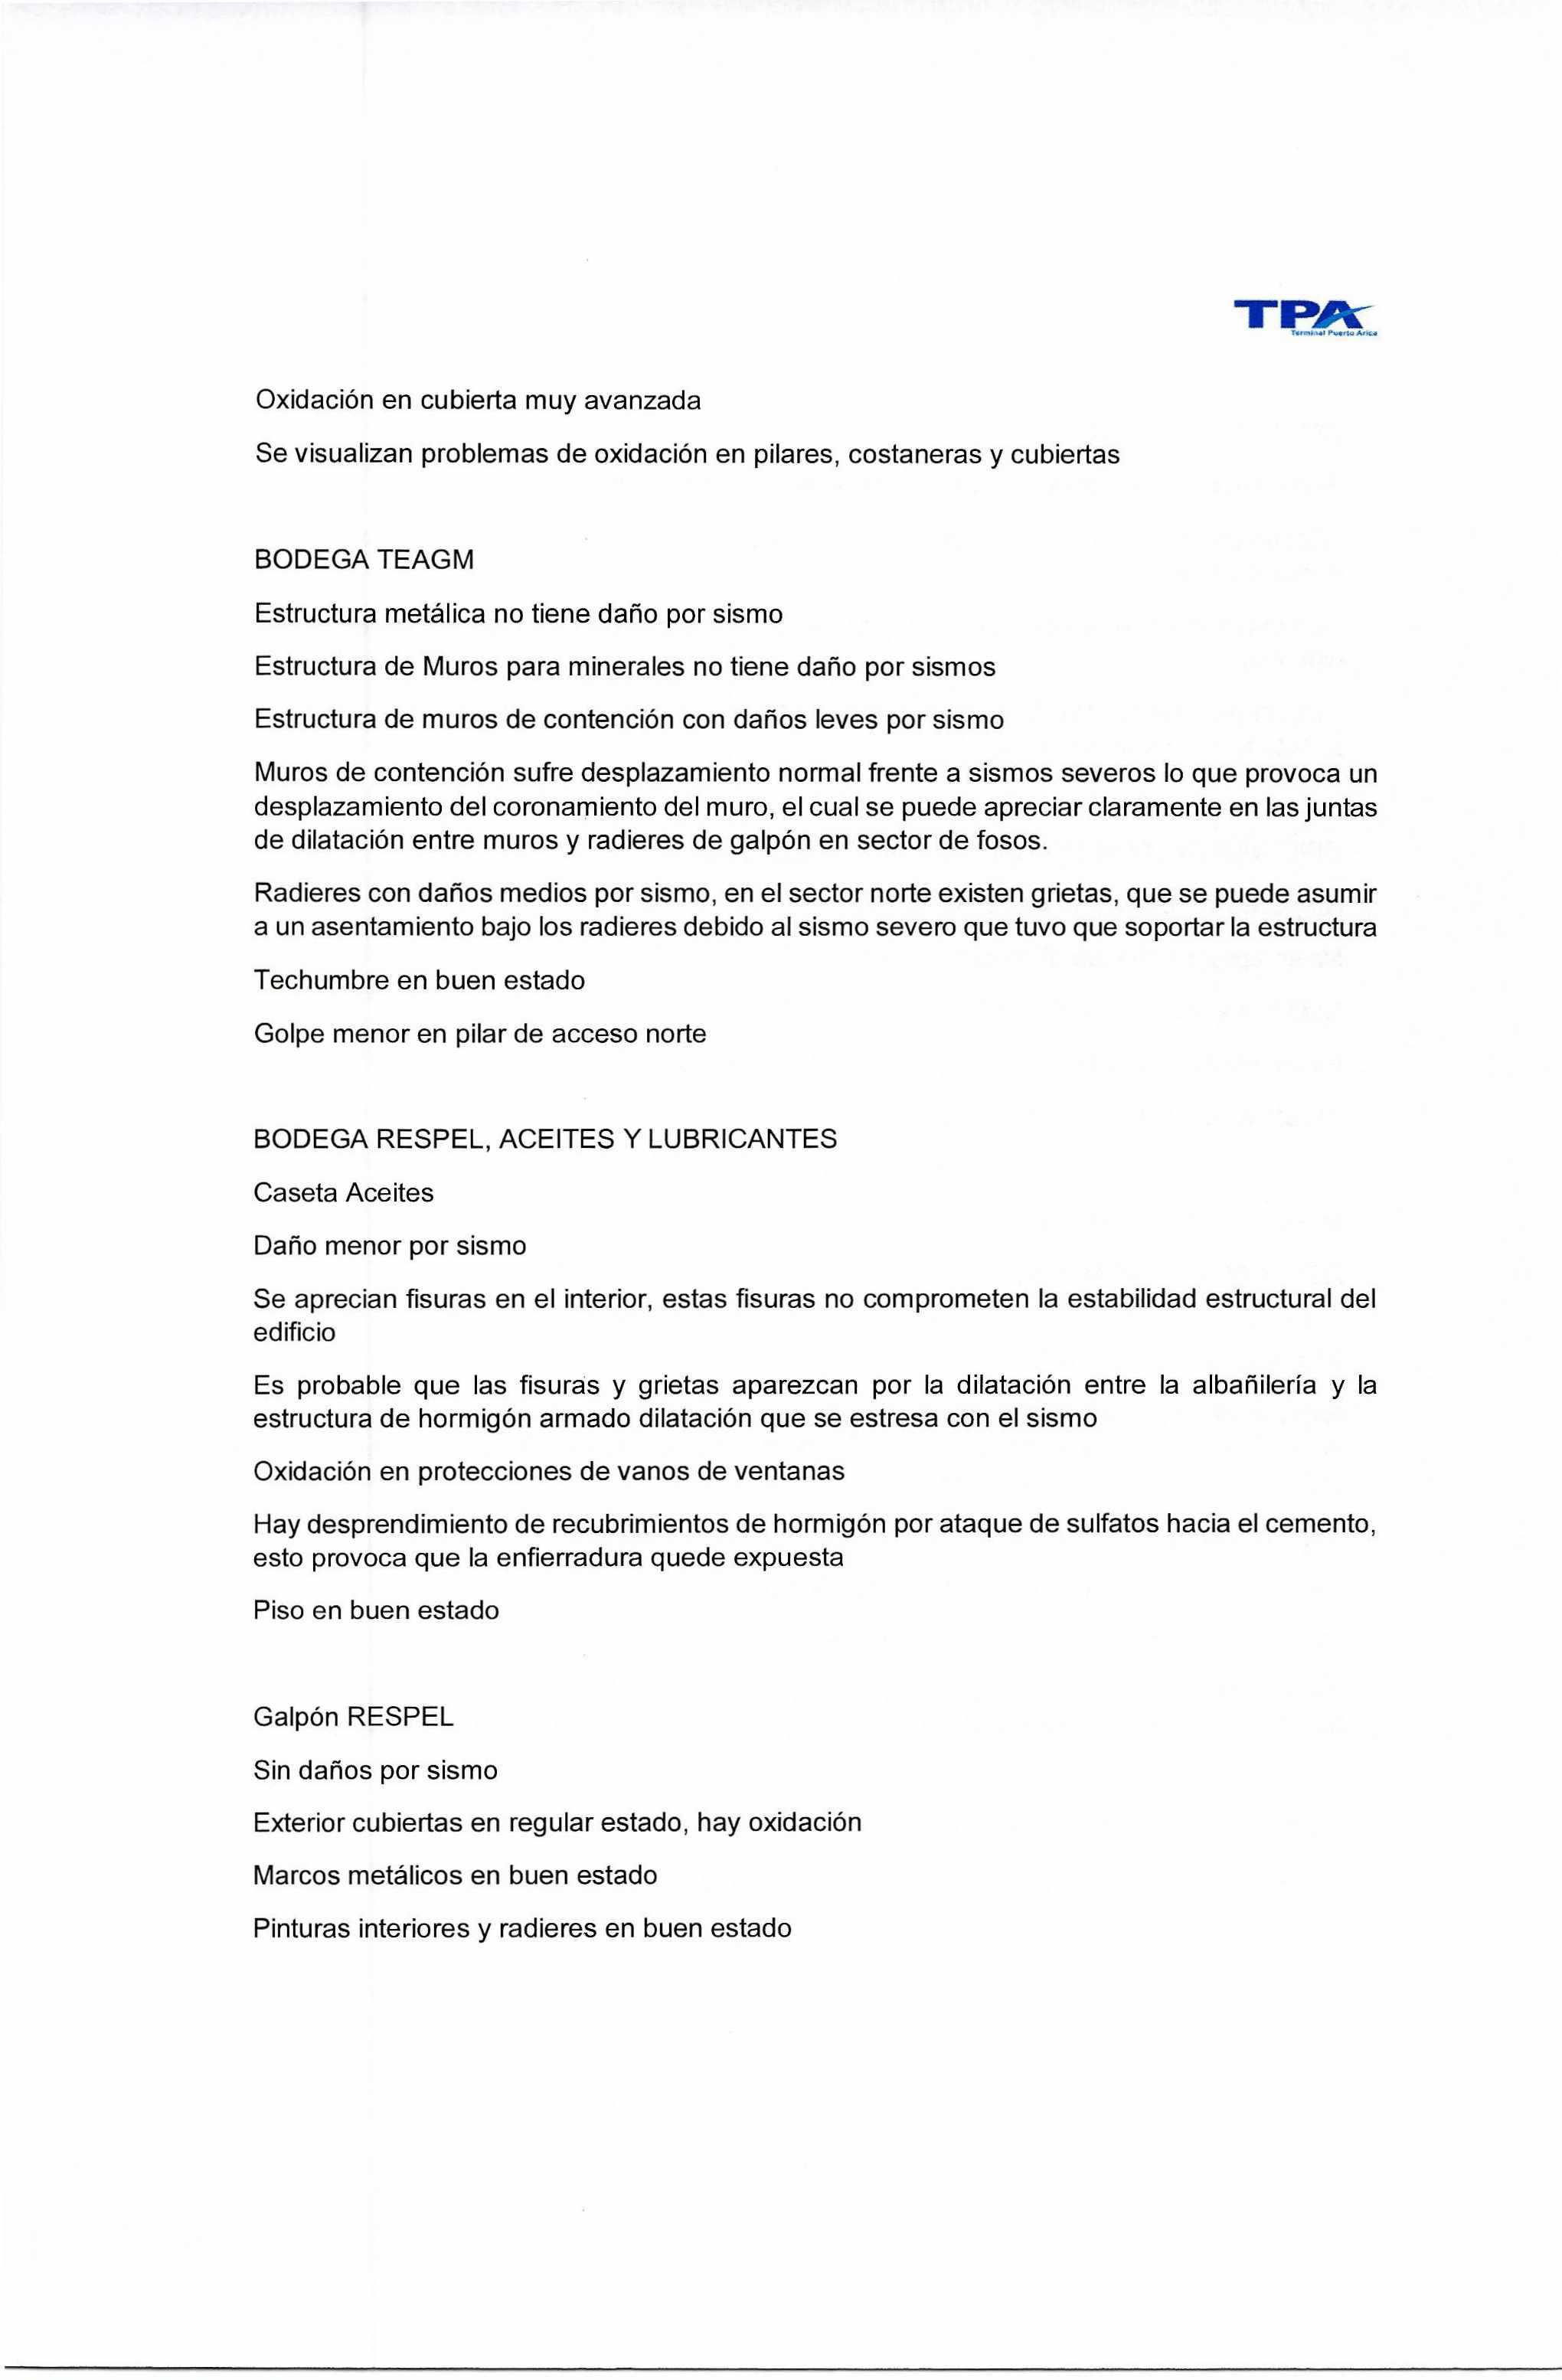 TPA
Terminal Puerto Arica
Oxidación en cubierta muy avanzada
Se visualizan problemas de oxidación en pilares, costaneras y cubiertas
BODEGA TEAGM
Estructura metálica no tiene daño por sismo
Estructura de Muros para minerales no tiene daño por sismos
Estructura de muros de contención con daños leves por sismo
Muros de contención sufre desplazamiento normal frente a sismos severos lo que provoca un
desplazamiento del coronamiento del muro, el cual se puede apreciar claramente en las juntas
de dilatación entre muros y radieres de galpón en sector de fosos.
Radieres con daños medios por sismo, en el sector norte existen grietas, que se puede asumir
a un asentamiento bajo los radieres debido al sismo severo que tuvo que soportar la estructura
Techumbre en buen estado
Golpe menor en pilar de acceso norte
BODEGA RESPEL, ACEITES Y LUBRICANTES
Caseta Aceites
Daño menor por sismo
Se aprecian fisuras en el interior, estas fisuras no comprometen la estabilidad estructural del
edificio
Es probable que las fisuras y grietas aparezcan por la dilatación entre la albañilería y la
estructura de hormigón armado dilatación que se estresa con el sismo
Oxidación en protecciones de vanos de ventanas
Hay desprendimiento de recubrimientos de hormigón por ataque de sulfatos hacia el cemento,
esto provoca que la enfierradura quede expuesta
Piso en buen estado
Galpón RESPEL
Sin daños por sismo
Exterior cubiertas en regular estado, hay oxidación
Marcos metálicos en buen estado
Pinturas interiores y radieres en buen estado